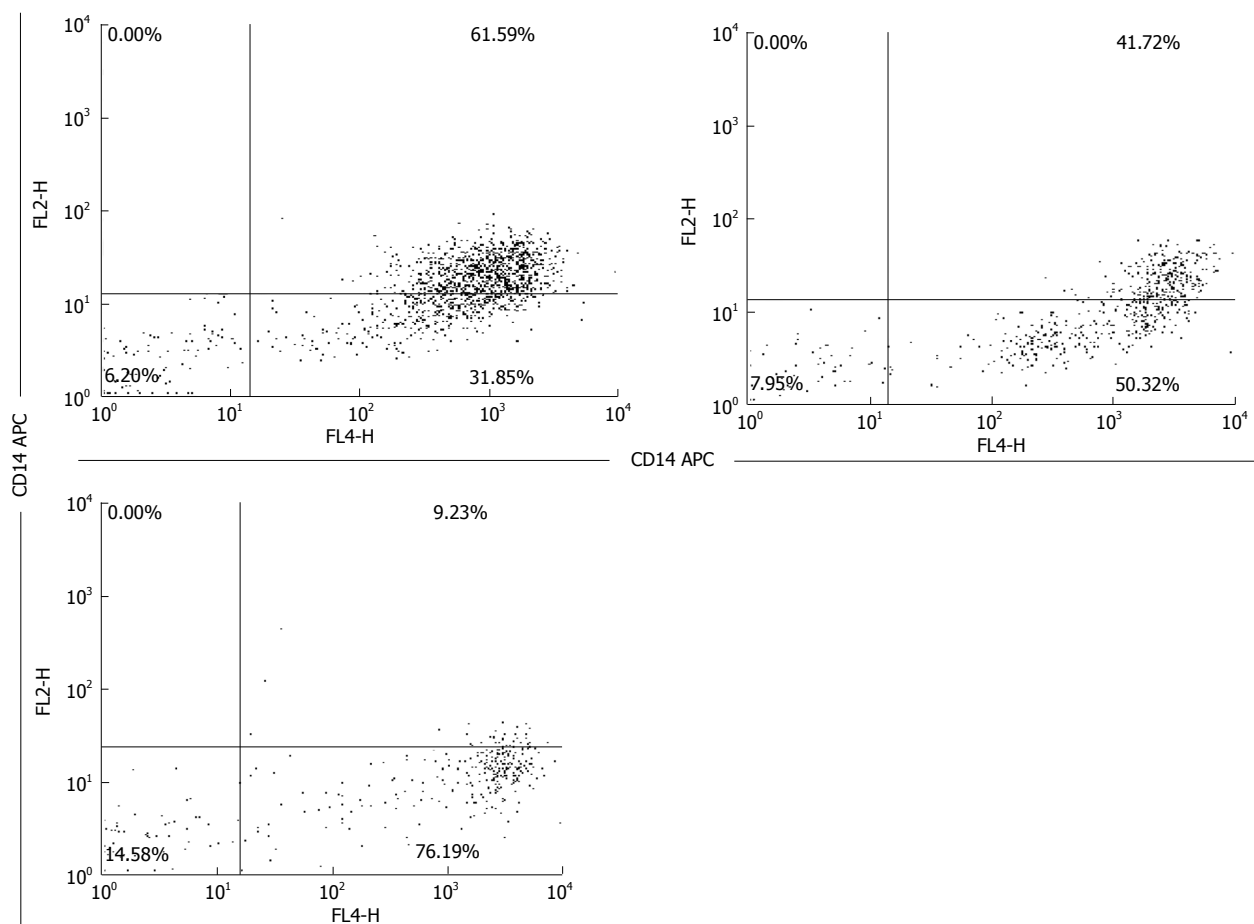 0.00% 61.59%
6.20% 31.85%
10⁴
10³
10²
10¹
10⁰
FL2-H
10⁰ 10¹ 10² 10³ 10⁴
FL4-H
0.00% 41.72%
7.95% 50.32%
10⁴
10³
10²
10¹
10⁰
FL2-H
10⁰ 10¹ 10² 10³ 10⁴
FL4-H
CD14 APC
CD14 APC
0.00% 9.23%
14.58% 76.19%
10⁴
10³
10²
10¹
10⁰
FL2-H
10⁰ 10¹ 10² 10³ 10⁴
FL4-H